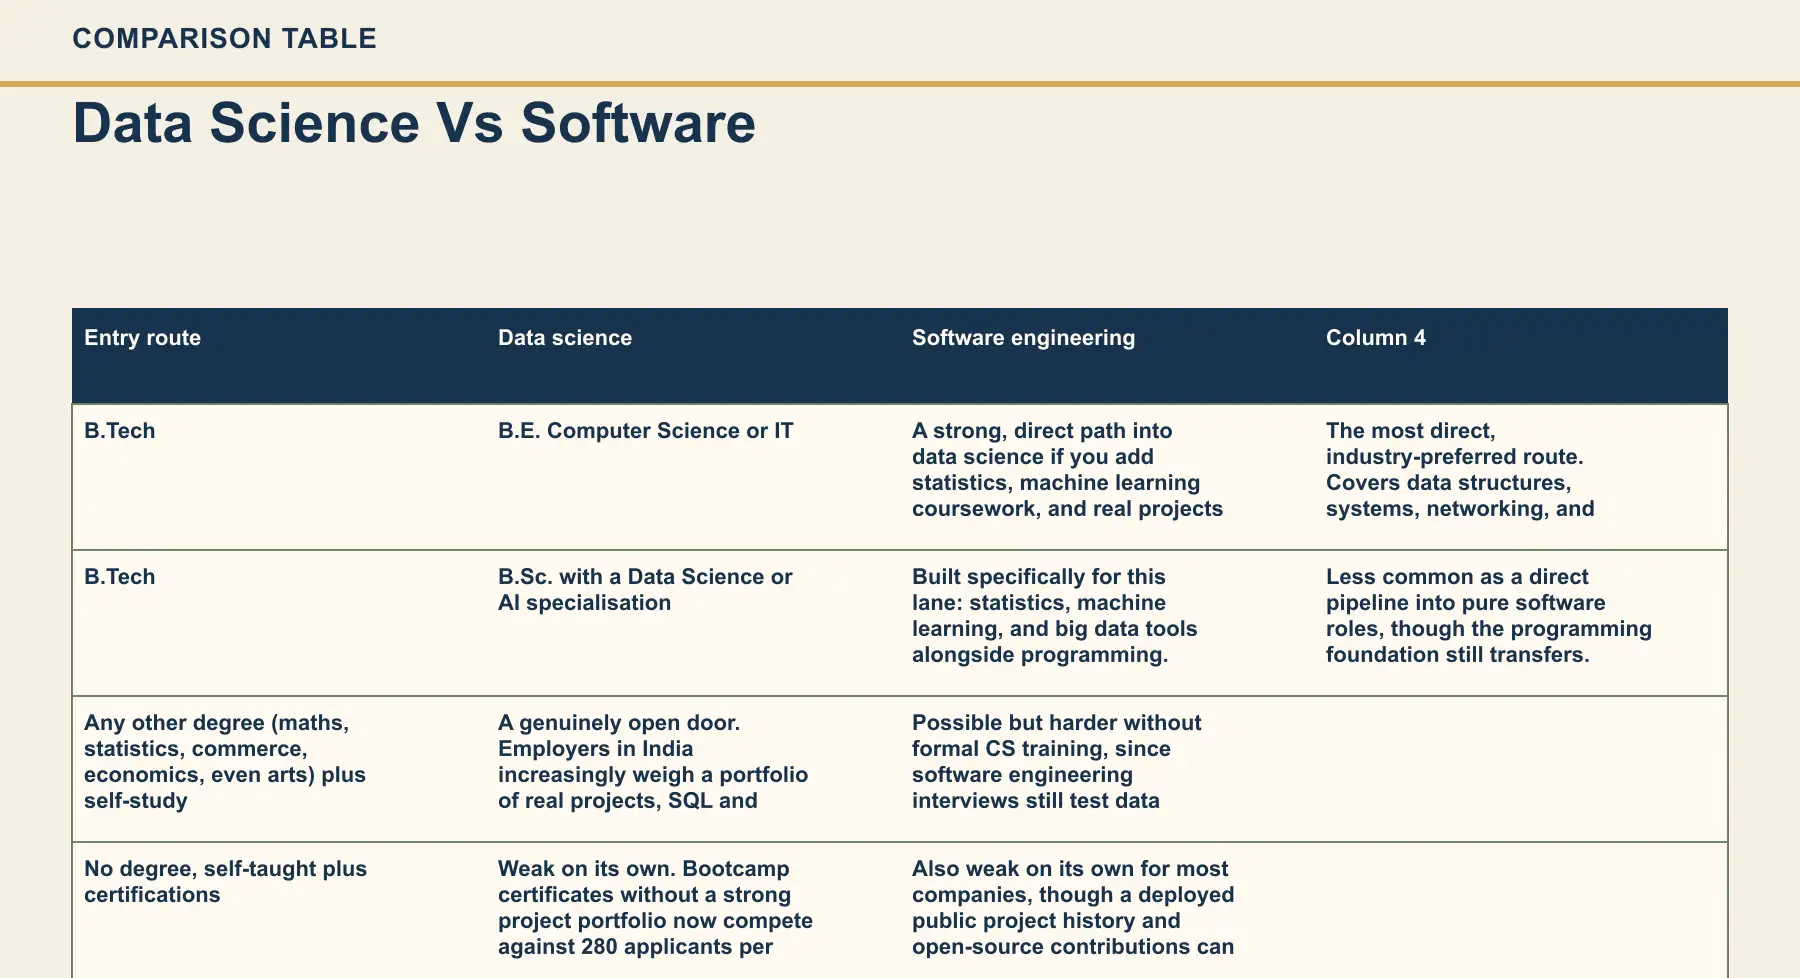 COMPARISON TABLE
Data Science Vs Software
Entry route
Data science
Software engineering
Column 4
B.Tech
B.E. Computer Science or IT
A strong, direct path into
data science if you add
statistics, machine learning
coursework, and real projects
The most direct,
industry-preferred route.
Covers data structures,
systems, networking, and
B.Tech
B.Sc. with a Data Science or
AI specialisation
Built specifically for this
lane: statistics, machine
learning, and big data tools
alongside programming.
Less common as a direct
pipeline into pure software
roles, though the programming
foundation still transfers.
Any other degree (maths,
statistics, commerce,
economics, even arts) plus
self-study
A genuinely open door.
Employers in India
increasingly weigh a portfolio
of real projects, SQL and
Possible but harder without
formal CS training, since
software engineering
interviews still test data
No degree, self-taught plus
certifications
Weak on its own. Bootcamp
certificates without a strong
project portfolio now compete
against 280 applicants per
Also weak on its own for most
companies, though a deployed
public project history and
open-source contributions can